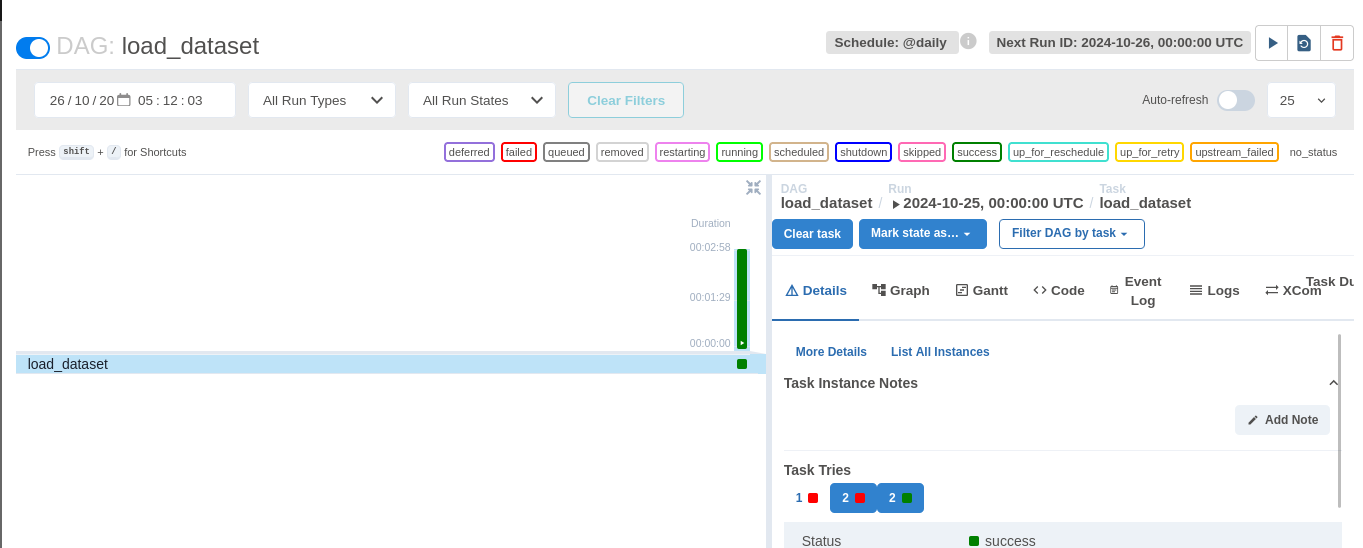 DAG: load_dataset
Schedule: @daily
Next Run ID: 2024-10-26, 00:00:00 UTC
26 / 10 / 20 05 : 12 : 03
All Run Types
All Run States
Clear Filters
Auto-refresh
25
Press shift + / for Shortcuts
deferred failed queued removed restarting running scheduled shutdown skipped success up_for_reschedule up_for_retry upstream_failed no_status
Duration
00:02:58
00:01:29
00:00:00
load_dataset
DAG Run Task
load_dataset / 2024-10-25, 00:00:00 UTC / load_dataset
Clear task Mark state as... Filter DAG by task
Details Graph Gantt Code Event Log Logs XCom Task Du
More Details List All Instances
Task Instance Notes
Add Note
Task Tries
1 2 2
Status success